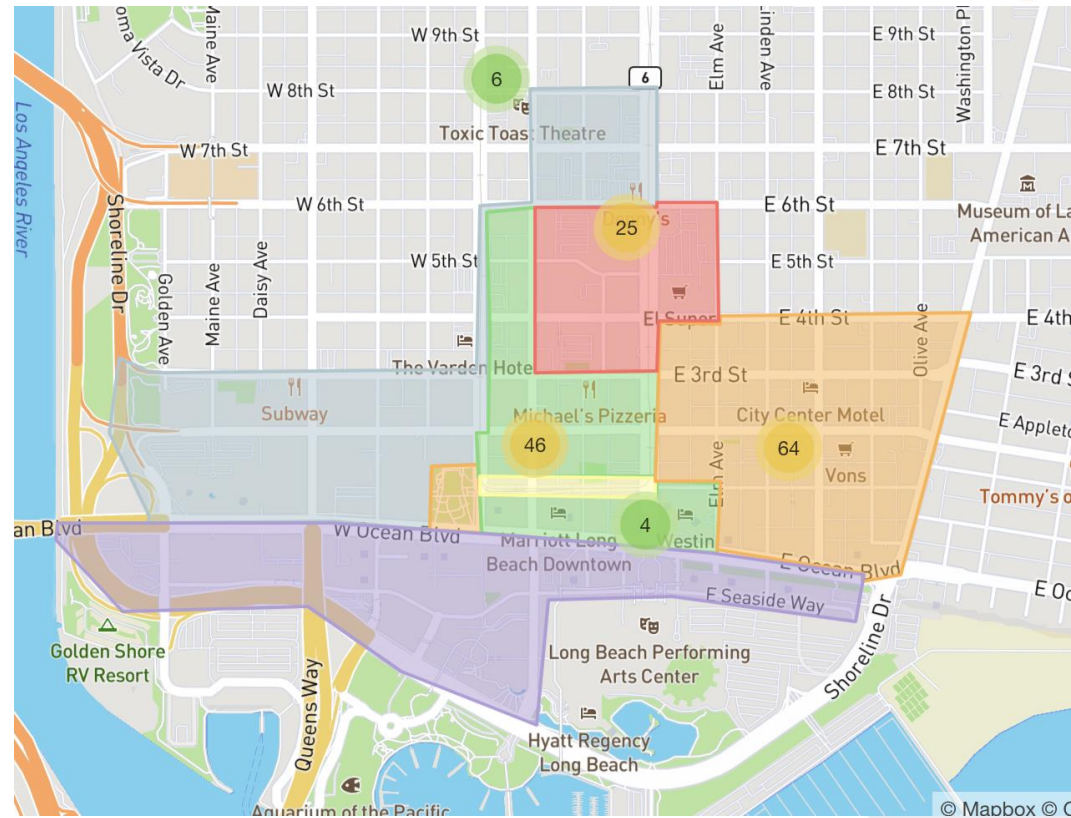 oma Vista Dr
Maine Ave
W 9th St
Elm Ave
Linden Ave
E 9th St
Washington Pl
6
6
W 8th St
E 8th St
Toxic Toast Theatre
Los Angeles River
W 7th St
E 7th St
W 6th St
E 6th St
Museum of La
American A
25
Shoreline Dr
Daisy Ave
W 5th St
E 5th St
Golden Ave
Maine Ave
El Super
E 4th St
E 4th
Olive Ave
The Varden Hote
E 3rd St
E 3rd S
Subway
Michael's Pizzeria
City Center Motel
E Applet
46
64
Elm Ave
Vons
Tommy's o
4
an Blvd
W Ocean Blvd
Marriott Long
Beach Downtown
Westin
E Ocean Blvd
E Oc
E Seaside Way
Golden Shore
RV Resort
Long Beach Performing
Arts Center
Shoreline Dr
Queens Way
Hyatt Regency
Long Beach
Aquarium of the Pacific
© Mapbox © O